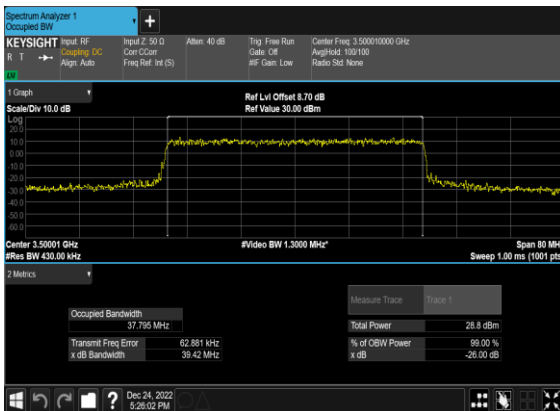 Spectrum Analyzer 1
Occupied BW
+
KEYSIGHT Input: RF Input Z: 50 Ω Atten: 40 dB Trig: Free Run Center Freq: 3.500010000 GHz
R T Coupling: DC Corr CCorr Gate: Off Avg|Hold: 100/100
Align: Auto Freq Ref: Int (S) #IF Gain: Low Radio Std: None
LV
1 Graph
Ref Lvl Offset 8.70 dB
Scale/Div 10.0 dB Ref Value 30.00 dBm
Log
20.0
10.0
0.00
-10.0
-20.0
-30.0
-40.0
-50.0
-60.0
Center 3.50001 GHz #Video BW 1.3000 MHz* Span 80 MH
#Res BW 430.00 kHz Sweep 1.00 ms (1001 pts
2 Metrics
Measure Trace Trace 1
Occupied Bandwidth
37.795 MHz Total Power 28.8 dBm
Transmit Freq Error 62.881 kHz % of OBW Power 99.00 %
x dB Bandwidth 39.42 MHz x dB -26.00 dB
? Dec 24, 2022
5:26:02 PM